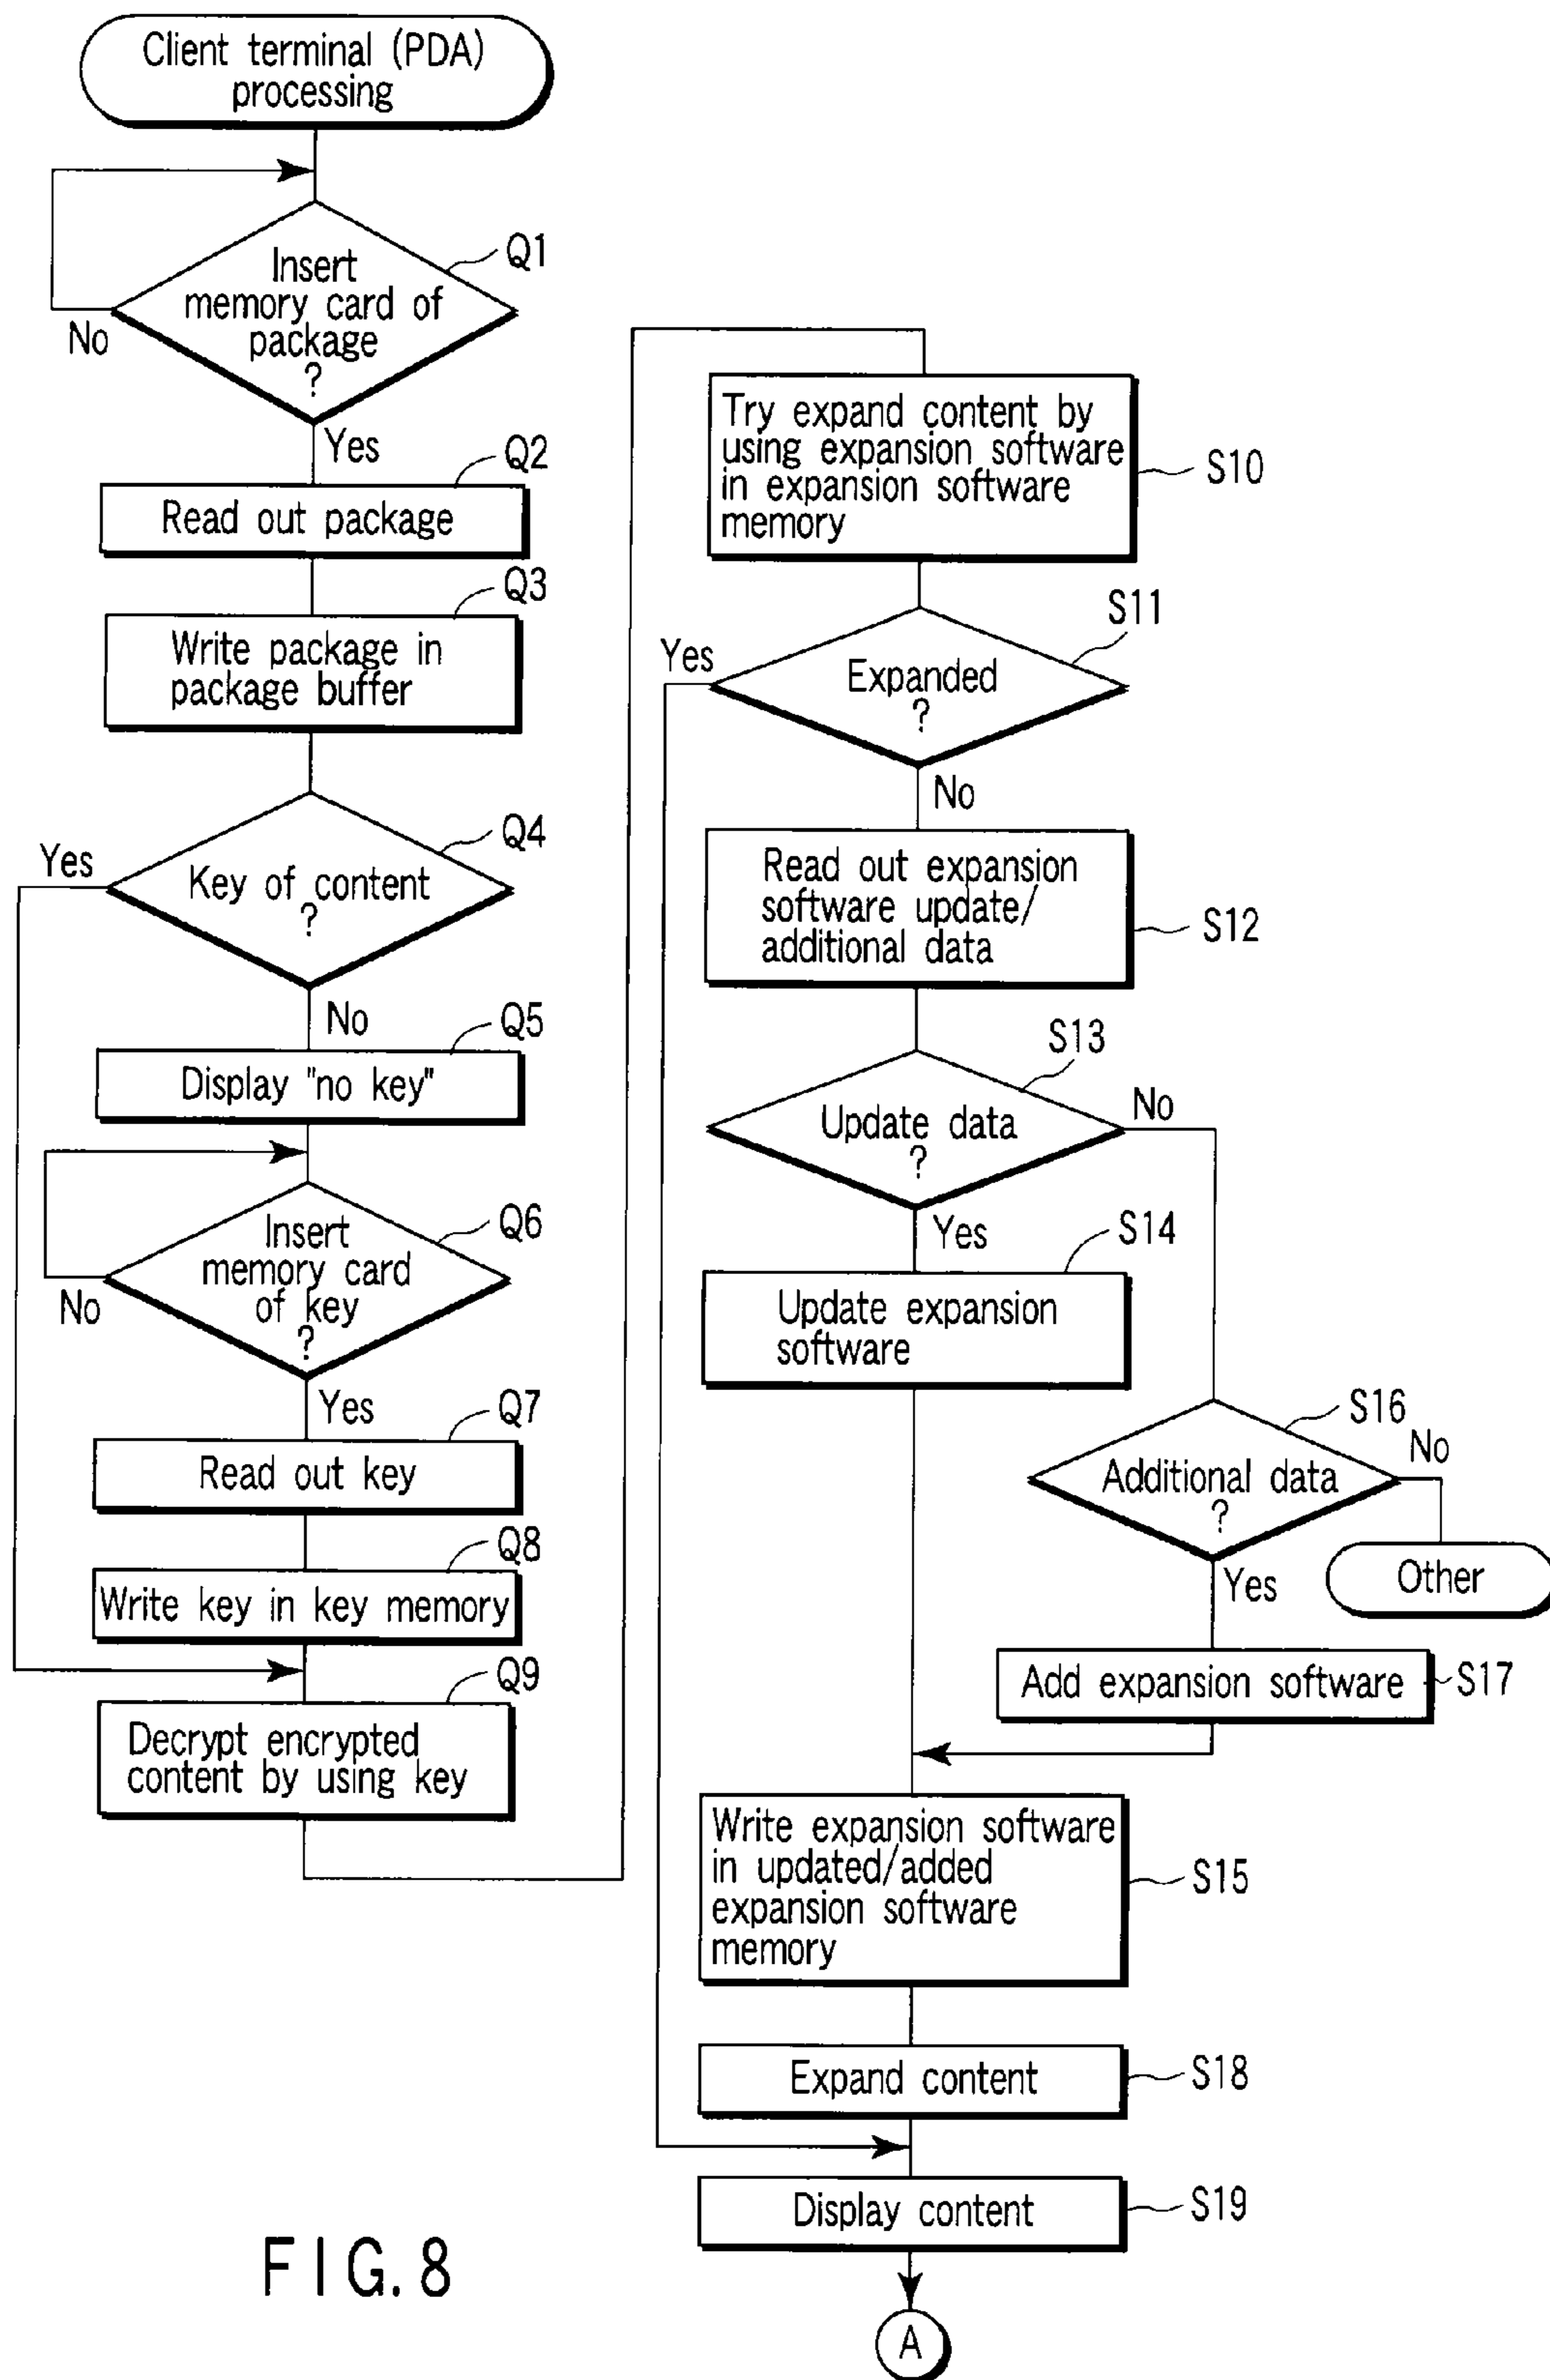 Client terminal (PDA)
processing
Insert
memory card of
package
?
Q1
No
Yes
Q2
Read out package
Q3
Write package in
package buffer
Q4
Yes
Key of content
?
No
Q5
Display "no key"
Q6
Insert
memory card
of key
?
No
Yes
Q7
Read out key
Q8
Write key in key memory
Q9
Decrypt encrypted
content by using key
Try expand content by
using expansion software
in expansion software
memory
S10
S11
Yes
Expanded
?
No
Read out expansion
software update/
additional data
S12
S13
Update data
?
No
Yes
S14
Update expansion
software
S16
Additional data
?
No
Other
Yes
Add expansion software
S17
Write expansion software
in updated/added
expansion software
memory
S15
Expand content
S18
Display content
S19
A
FIG. 8